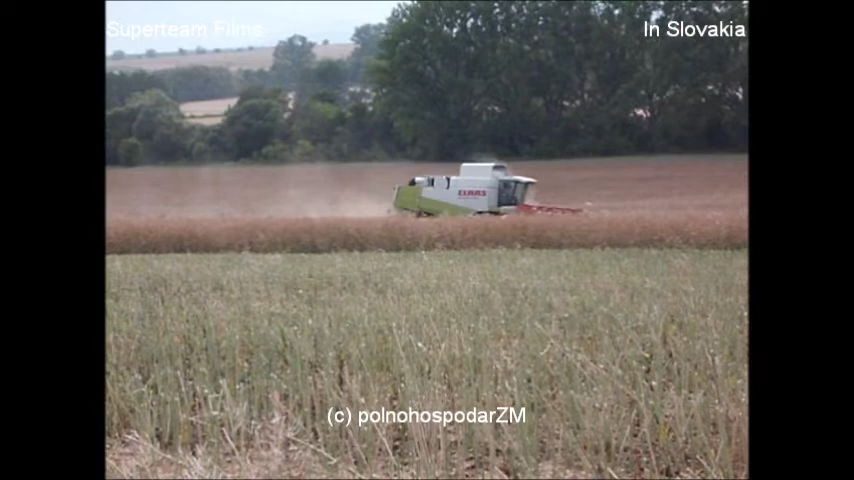 Superteam Films
In Slovakia
CLAAS
(c) polnohospodarZM